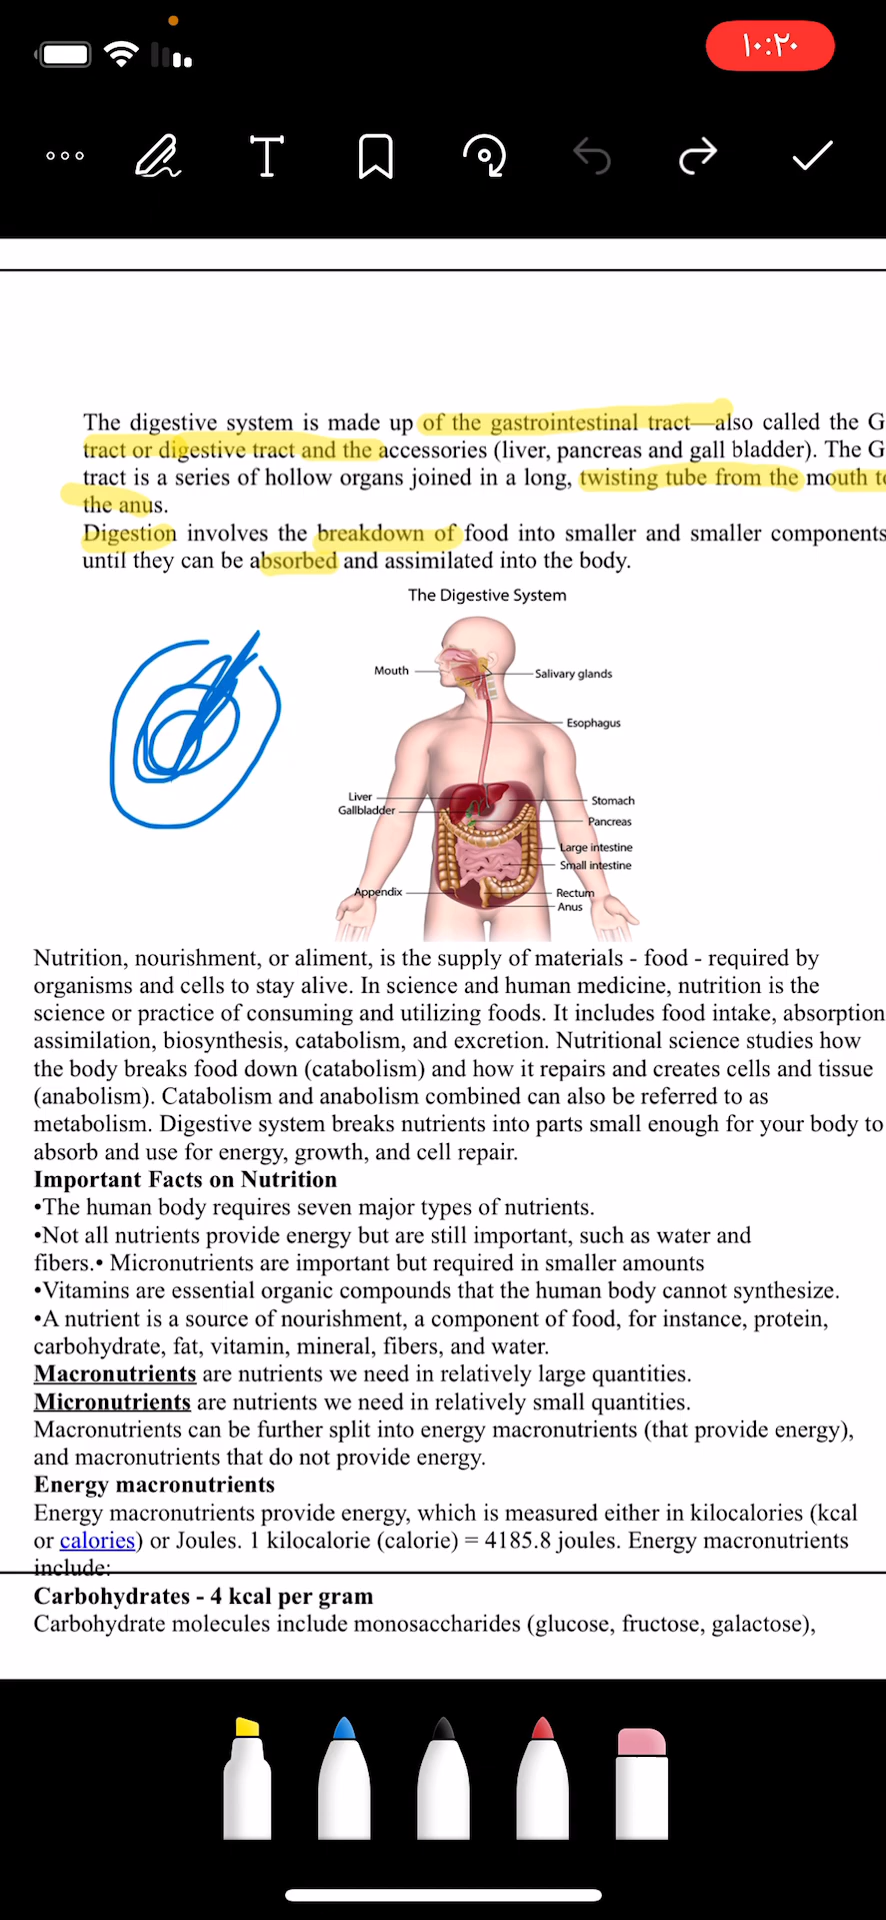 ١٠:٢٠
The digestive system is made up of the gastrointestinal tract—also called the G
tract or digestive tract and the accessories (liver, pancreas and gall bladder). The G
tract is a series of hollow organs joined in a long, twisting tube from the mouth to
the anus.
Digestion involves the breakdown of food into smaller and smaller components
until they can be absorbed and assimilated into the body.
The Digestive System
Mouth
Salivary glands
Esophagus
Liver
Stomach
Gallbladder
Pancreas
Large intestine
Small intestine
Appendix
Rectum
Anus
Nutrition, nourishment, or aliment, is the supply of materials - food - required by
organisms and cells to stay alive. In science and human medicine, nutrition is the
science or practice of consuming and utilizing foods. It includes food intake, absorption
assimilation, biosynthesis, catabolism, and excretion. Nutritional science studies how
the body breaks food down (catabolism) and how it repairs and creates cells and tissue
(anabolism). Catabolism and anabolism combined can also be referred to as
metabolism. Digestive system breaks nutrients into parts small enough for your body to
absorb and use for energy, growth, and cell repair.
Important Facts on Nutrition
•The human body requires seven major types of nutrients.
•Not all nutrients provide energy but are still important, such as water and
fibers.• Micronutrients are important but required in smaller amounts
•Vitamins are essential organic compounds that the human body cannot synthesize.
•A nutrient is a source of nourishment, a component of food, for instance, protein,
carbohydrate, fat, vitamin, mineral, fibers, and water.
Macronutrients are nutrients we need in relatively large quantities.
Micronutrients are nutrients we need in relatively small quantities.
Macronutrients can be further split into energy macronutrients (that provide energy),
and macronutrients that do not provide energy.
Energy macronutrients
Energy macronutrients provide energy, which is measured either in kilocalories (kcal
or calories) or Joules. 1 kilocalorie (calorie) = 4185.8 joules. Energy macronutrients
include:
Carbohydrates - 4 kcal per gram
Carbohydrate molecules include monosaccharides (glucose, fructose, galactose),